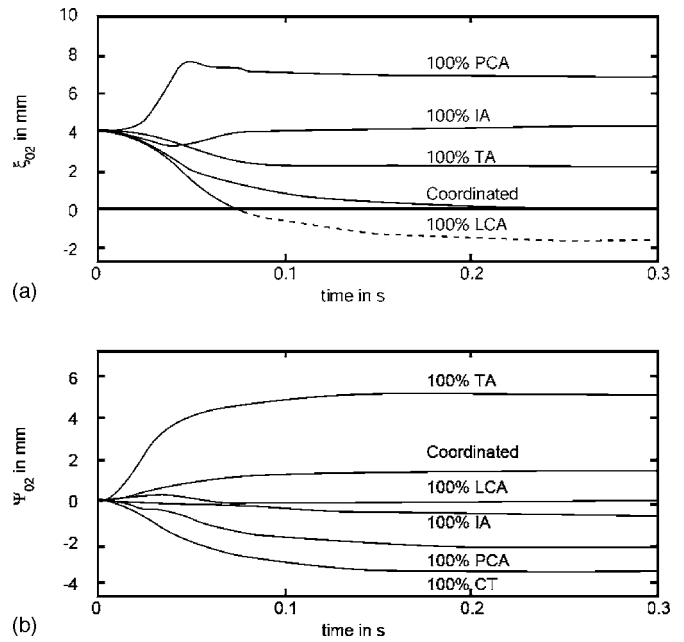 10
8
6
4
2
0
-2
ξ02 in mm
100% PCA
100% IA
100% TA
Coordinated
100% LCA
0
0.1
0.2
0.3
time in s
(a)
6
4
2
0
-2
-4
Ψ02 in mm
100% TA
Coordinated
100% LCA
100% IA
100% PCA
100% CT
0
0.1
0.2
0.3
time in s
(b)